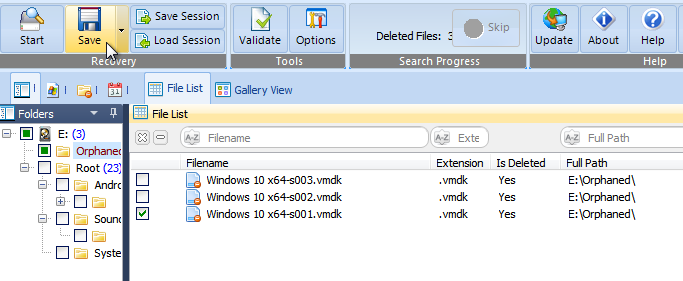 Start
Save
Save Session
Load Session
Recovery
Validate
Options
Tools
Deleted Files: 3
Skip
Search Progress
Update
About
Help
Help
File List
Gallery View
31
Folders
File List
E: (3)
Orphaned
Root (23)
Andro
Sound
Syste
A-Z Filename
A-Z Exte
A-Z Full Path
Filename Extension Is Deleted Full Path
Windows 10 x64-s003.vmdk .vmdk Yes E:\Orphaned\
Windows 10 x64-s002.vmdk .vmdk Yes E:\Orphaned\
Windows 10 x64-s001.vmdk .vmdk Yes E:\Orphaned\